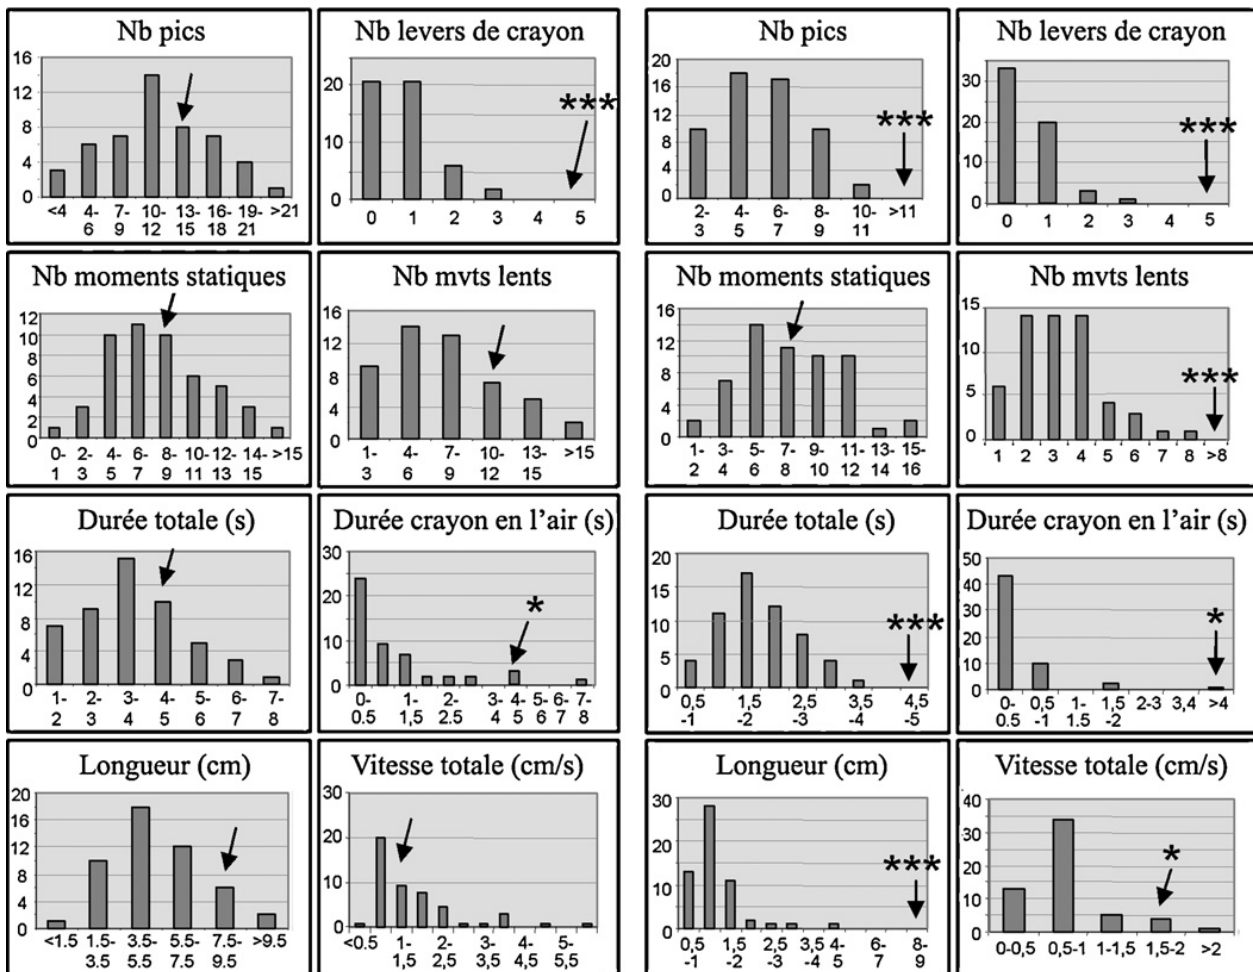 Nb pics
16
12
8
4
0
<4 4- 7- 10- 13- 16- 19- >21
6 9 12 15 18 21
Nb levers de crayon
20
***
10
0
0 1 2 3 4 5
Nb pics
20
16
12
***
8
4
0
2- 4- 6- 8- 10- >11
3 5 7 9 11
Nb levers de crayon
30
20
***
10
0
0 1 2 3 4 5
Nb moments statiques
12
10
8
6
4
2
0
0- 2- 4- 6- 8- 10- 12- 14- >15
1 3 5 7 9 11 13 15
Nb mvts lents
16
12
8
4
0
1- 4- 7- 10- 13- >15
3 6 9 12 15
Nb moments statiques
16
12
8
4
0
1- 3- 5- 7- 9- 11- 13- 15-
2 4 6 8 10 12 14 16
Nb mvts lents
15
10
***
5
0
1 2 3 4 5 6 7 8 >8
Durée totale (s)
16
12
8
4
0
1- 2- 3- 4- 5- 6- 7-
2 3 4 5 6 7 8
Durée crayon en l’air (s)
30
20
*
10
0
0- 1- 2- 3- 4- 5- 6- 7-
0.5 1,5 2.5 4 5 6 7 8
Durée totale (s)
20
15
10
***
5
0
0,5 1,5 2,5 3,5 4,5
-1 -2 -3 -4 -5
Durée crayon en l’air (s)
50
40
30
*
20
10
0
0- 0,5 1- 1,5 2-3 3,4 >4
0.5 -1 1.5 -2
Longueur (cm)
20
16
12
8
4
0
<1.5 1.5- 3.5- 5.5- 7.5- >9.5
3.5 5.5 7.5 9.5
Vitesse totale (cm/s)
30
20
10
0
<0.5 1- 2- 3- 4- 5-
1,5 2,5 3,5 4,5 5,5
Longueur (cm)
30
20
***
10
0
0,5 1,5 2,5 3,5 4- 6- 8-
-1 -2 -3 -4 5 7 9
Vitesse totale (cm/s)
40
30
*
20
10
0
0-0,5 0,5-1 1-1,5 1,5-2 >2